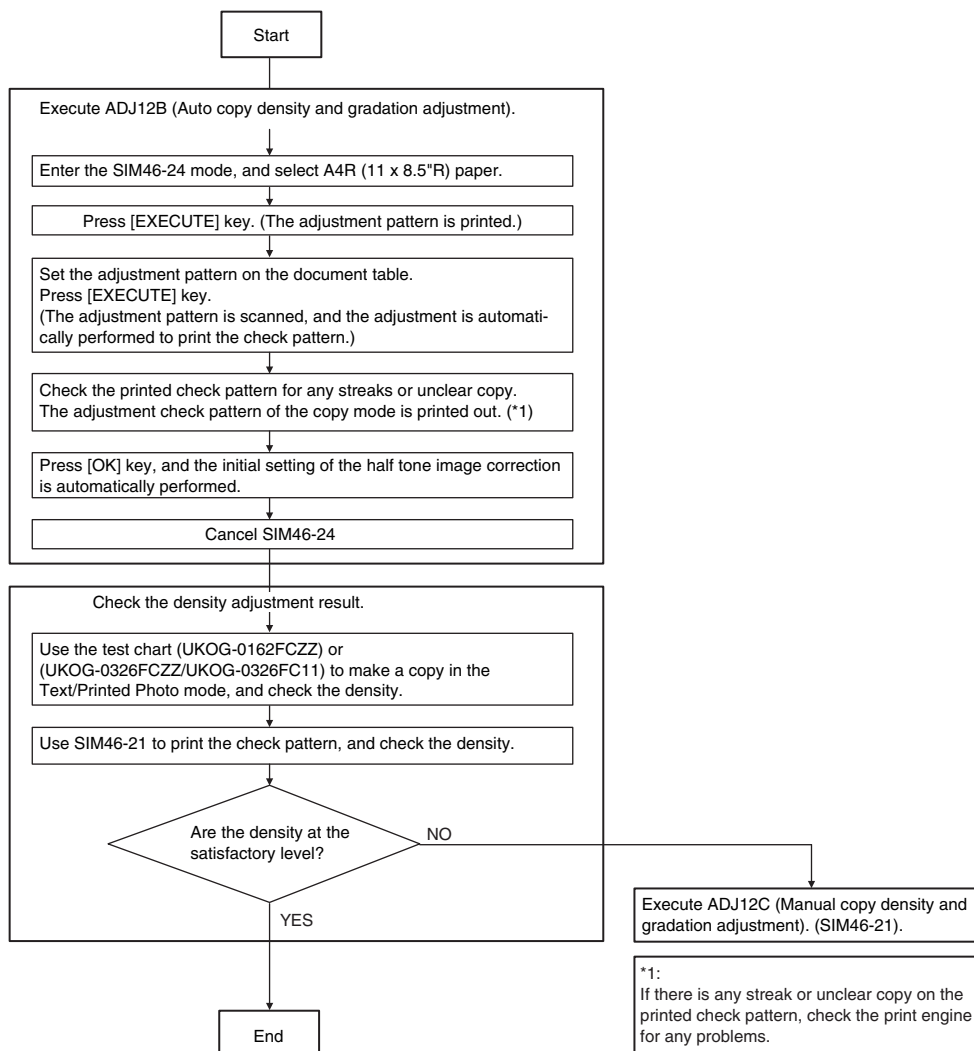 Start
Execute ADJ12B (Auto copy density and gradation adjustment).
Enter the SIM46-24 mode, and select A4R (11 x 8.5"R) paper.
Press [EXECUTE] key. (The adjustment pattern is printed.)
Set the adjustment pattern on the document table.
Press [EXECUTE] key.
(The adjustment pattern is scanned, and the adjustment is automati-
cally performed to print the check pattern.)
Check the printed check pattern for any streaks or unclear copy.
The adjustment check pattern of the copy mode is printed out. (*1)
Press [OK] key, and the initial setting of the half tone image correction
is automatically performed.
Cancel SIM46-24
Check the density adjustment result.
Use the test chart (UKOG-0162FCZZ) or
(UKOG-0326FCZZ/UKOG-0326FC11) to make a copy in the
Text/Printed Photo mode, and check the density.
Use SIM46-21 to print the check pattern, and check the density.
Are the density at the
satisfactory level?
NO
YES
Execute ADJ12C (Manual copy density and
gradation adjustment). (SIM46-21).
*1:
If there is any streak or unclear copy on the
printed check pattern, check the print engine
for any problems.
End